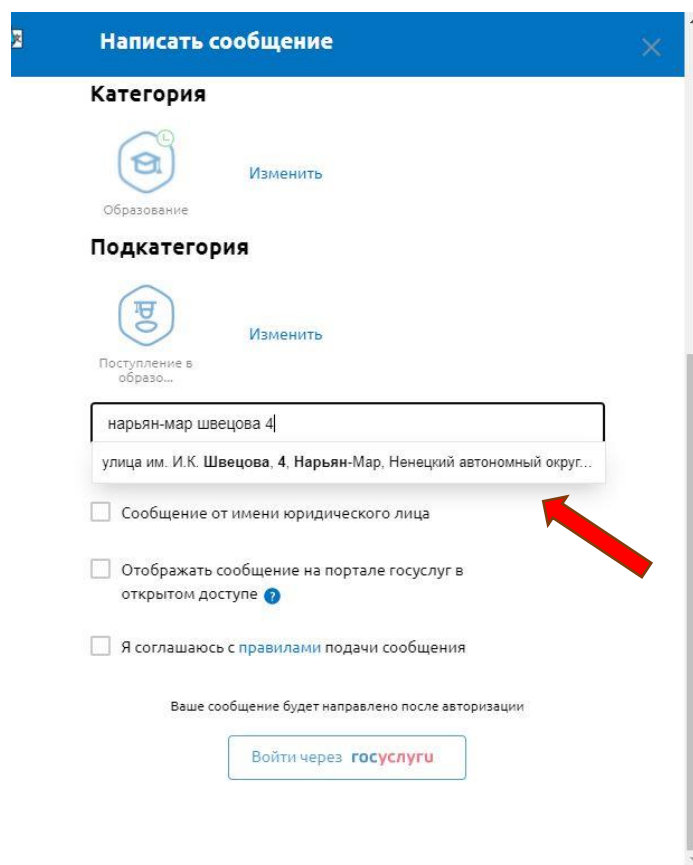 Написать сообщение
Категория
Изменить
Образование
Подкатегория
Изменить
Поступление в
образо...
нарьян-мар швецова 4
улица им. И.К. Швецова, 4, Нарьян-Мар, Ненецкий автономный округ...
Сообщение от имени юридического лица
Отображать сообщение на портале госуслуг в
открытом доступе ?
Я соглашаюсь с правилами подачи сообщения
Ваше сообщение будет направлено после авторизации
Войти через госуслуги